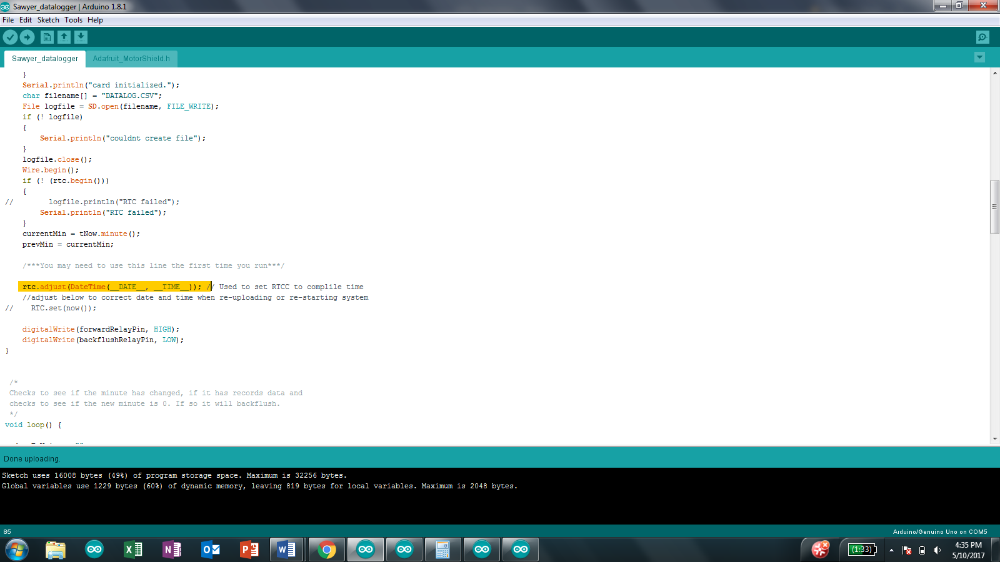 Sawyer_datalogger | Arduino 1.8.1
File Edit Sketch Tools Help
Sawyer_datalogger Adafruit_MotorShield.h
}
Serial.println("card initialized.");
char filename[] = "DATALOG.CSV";
File logfile = SD.open(filename, FILE_WRITE);
if (! logfile)
{
Serial.println("couldnt create file");
}
logfile.close();
Wire.begin();
if (! (rtc.begin()))
{
// logfile.println("RTC failed");
Serial.println("RTC failed");
}
currentMin = tNow.minute();
prevMin = currentMin;
/***You may need to use this line the first time you run***/
rtc.adjust(DateTime(__DATE__, __TIME__)); // Used to set RTCC to complile time
//adjust below to correct date and time when re-uploading or re-starting system
// RTC.set(now());
digitalWrite(forwardRelayPin, HIGH);
digitalWrite(backflushRelayPin, LOW);
}
/*
Checks to see if the minute has changed, if it has records data and
checks to see if the new minute is 0. If so it will backflush.
*/
void loop() {
Done uploading.
Sketch uses 16008 bytes (49%) of program storage space. Maximum is 32256 bytes.
Global variables use 1229 bytes (60%) of dynamic memory, leaving 819 bytes for local variables. Maximum is 2048 bytes.
85 Arduino/Genuino Uno on COM5
(1:33) 4:35 PM
5/10/2017